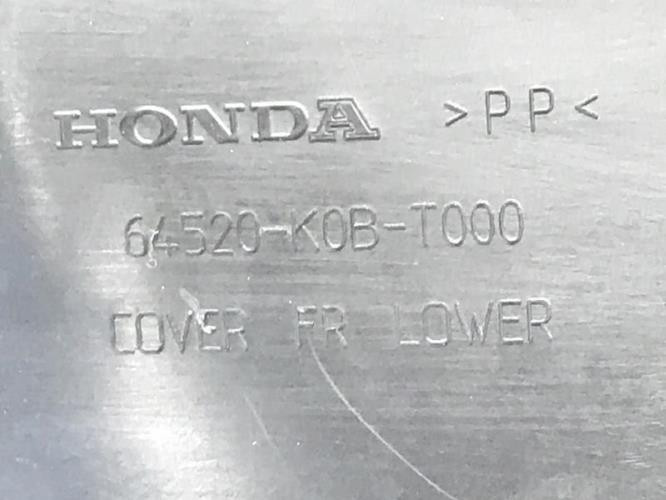 HONDA >PP<
64520-K0B-T000
COVER FR LOWER